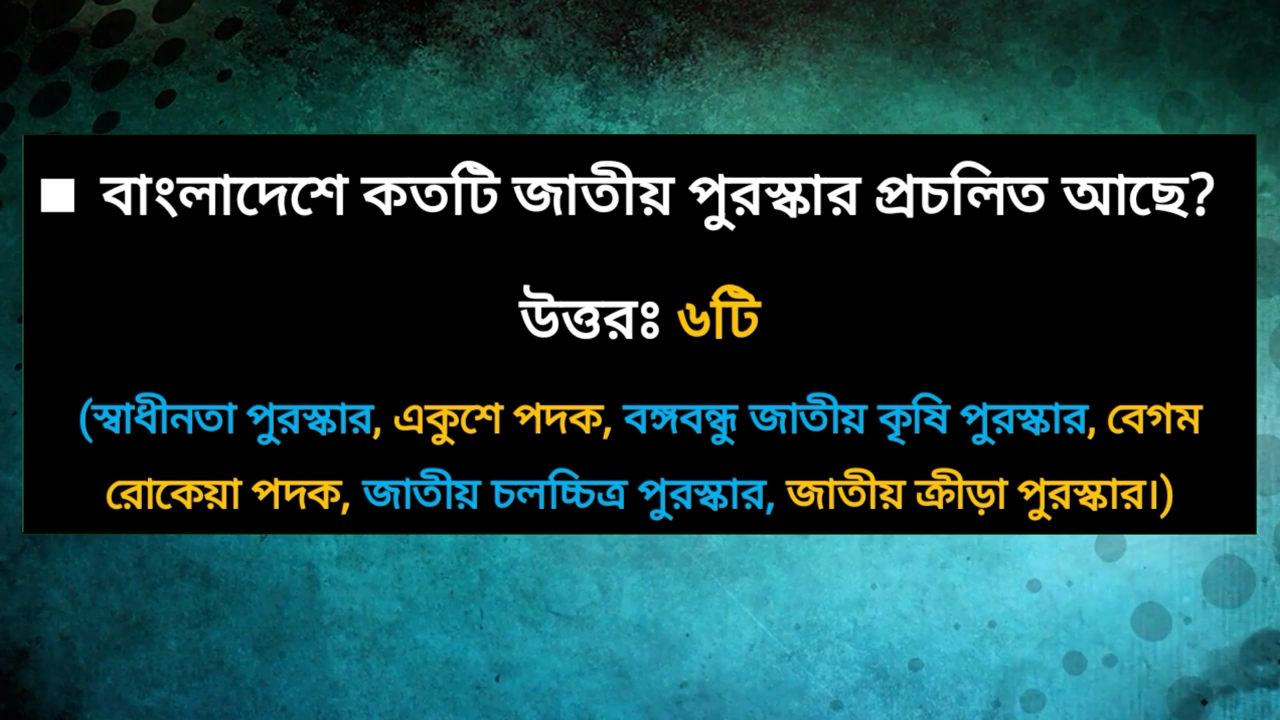 ■ বাংলাদেশে কতটি জাতীয় পুরস্কার প্রচলিত আছে?
উত্তরঃ ৬টি
(স্বাধীনতা পুরস্কার, একুশে পদক, বঙ্গবন্ধু জাতীয় কৃষি পুরস্কার, বেগম
রোকেয়া পদক, জাতীয় চলচ্চিত্র পুরস্কার, জাতীয় ক্রীড়া পুরস্কার।)